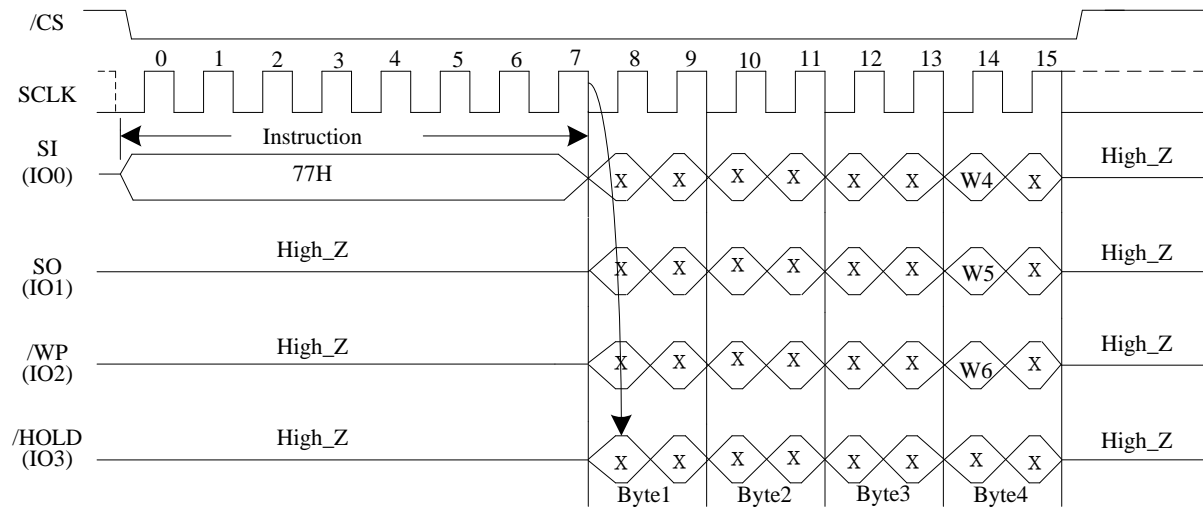 /CS
0 1 2 3 4 5 6 7 8 9 10 11 12 13 14 15
SCLK
Instruction
SI
(IO0)
77H
X X X X X X W4 X
High_Z
SO
(IO1)
High_Z
X X X X X X W5 X
High_Z
/WP
(IO2)
High_Z
X X X X X X W6 X
High_Z
/HOLD
(IO3)
High_Z
X X X X X X X X
High_Z
Byte1 Byte2 Byte3 Byte4